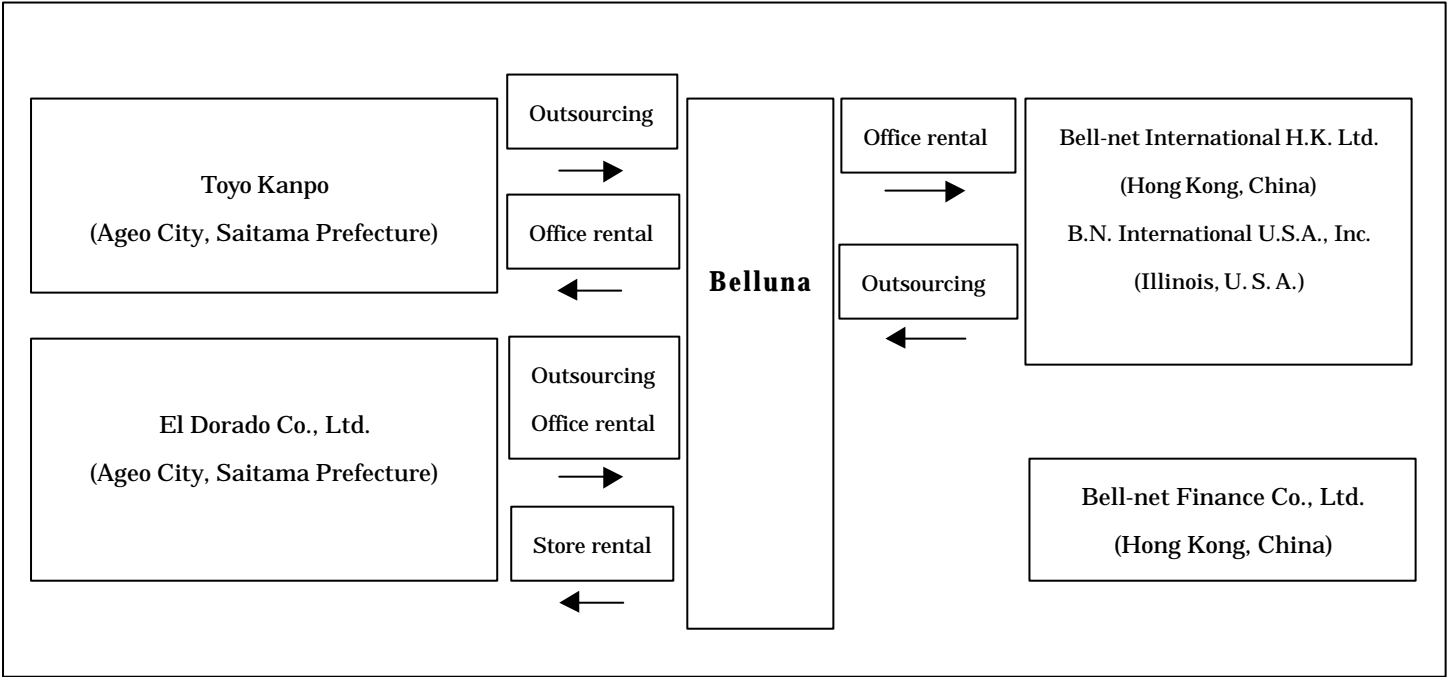 Toyo Kanpo
(Ageo City, Saitama Prefecture)
Outsourcing
Office rental
El Dorado Co., Ltd.
(Ageo City, Saitama Prefecture)
Outsourcing
Office rental
Store rental
Belluna
Office rental
Outsourcing
Bell-net International H.K. Ltd.
(Hong Kong, China)
B.N. International U.S.A., Inc.
(Illinois, U. S. A.)
Bell-net Finance Co., Ltd.
(Hong Kong, China)